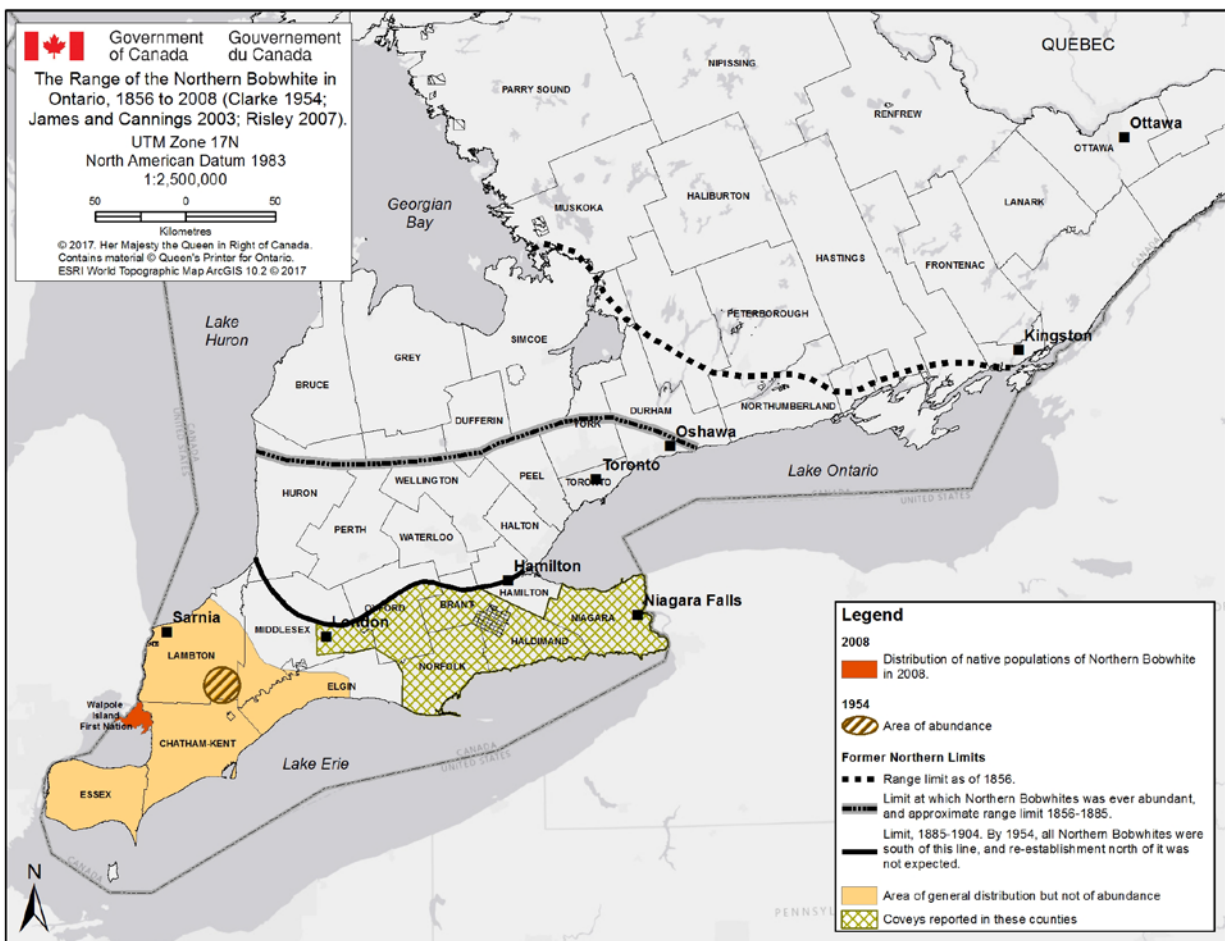 Government of Canada
Gouvernement du Canada
The Range of the Northern Bobwhite in
Ontario, 1856 to 2008 (Clarke 1954;
James and Cannings 2003; Risley 2007).
UTM Zone 17N
North American Datum 1983
1:2,500,000
50 0 50
Kilometres
© 2017. Her Majesty the Queen in Right of Canada.
Contains material © Queen's Printer for Ontario.
ESRI World Topographic Map ArcGIS 10.2 © 2017
QUEBEC
NIPISSING
PARRY SOUND
RENFREW
Ottawa
OTTAWA
Georgian
Bay
MUSKOKA
HALIBURTON
LANARK
HASTINGS
FRONTENAC
CANADA
Lake
Huron
PETERBOROUGH
Kingston
SIMCOE
GREY
BRUCE
DUFFERIN
YORK
DURHAM
NORTHUMBERLAND
CANADA
UNITED STATES
Oshawa
Toronto
TORONTO
Lake Ontario
CANADA
UNITED STATES
HURON
WELLINGTON
PEEL
PERTH
WATERLOO
HALTON
Hamilton
HAMILTON
Sarnia
LAMBTON
MIDDLESEX
London
OXFORD
BRANT
NIAGARA
Niagara Falls
HALDIMAND
NORFOLK
ELGIN
Walpole
Island
First Nation
CHATHAM-KENT
ESSEX
Lake Erie
CANADA
UNITED STATES
CANADA
N
PENNSYL
Legend
2008
Distribution of native populations of Northern Bobwhite
in 2008.
1954
Area of abundance
Former Northern Limits
Range limit as of 1856.
Limit at which Northern Bobwhites was ever abundant,
and approximate range limit 1856-1885.
Limit, 1885-1904. By 1954, all Northern Bobwhites were
south of this line, and re-establishment north of it was
not expected.
Area of general distribution but not of abundance
Coveys reported in these counties